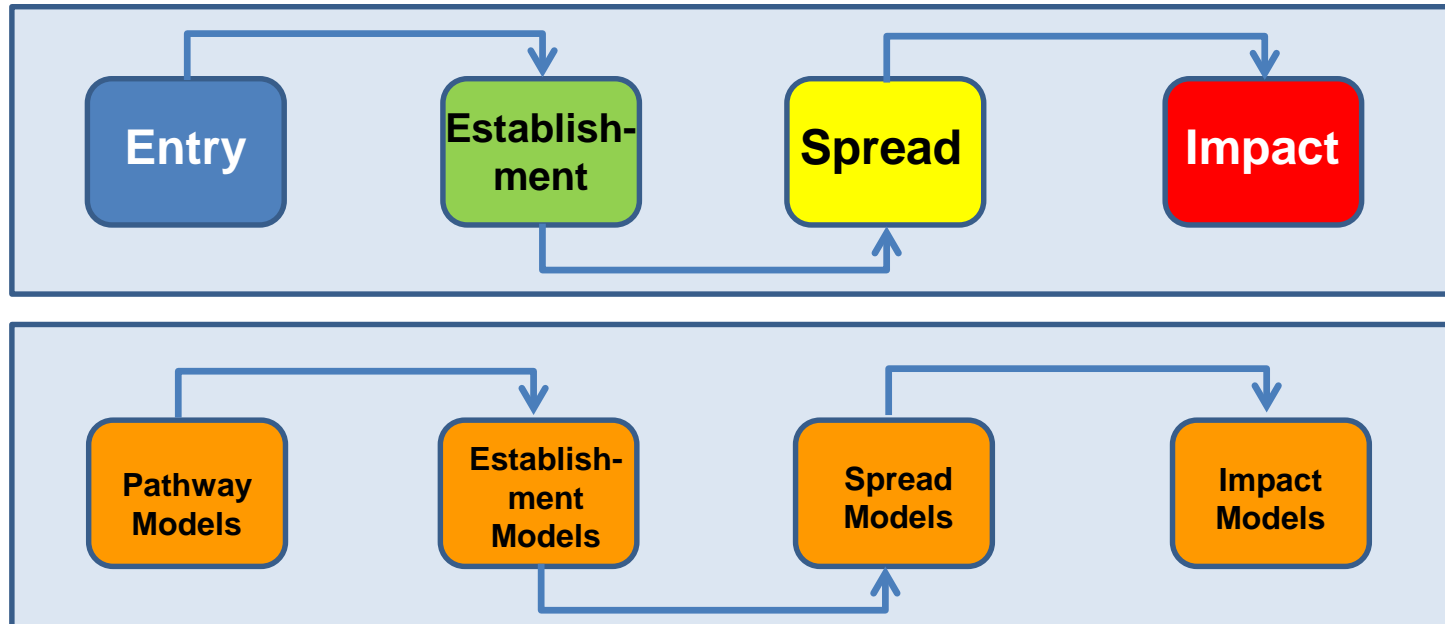 Entry
Establish-
ment
Spread
Impact
Pathway
Models
Establish-
ment
Models
Spread
Models
Impact
Models